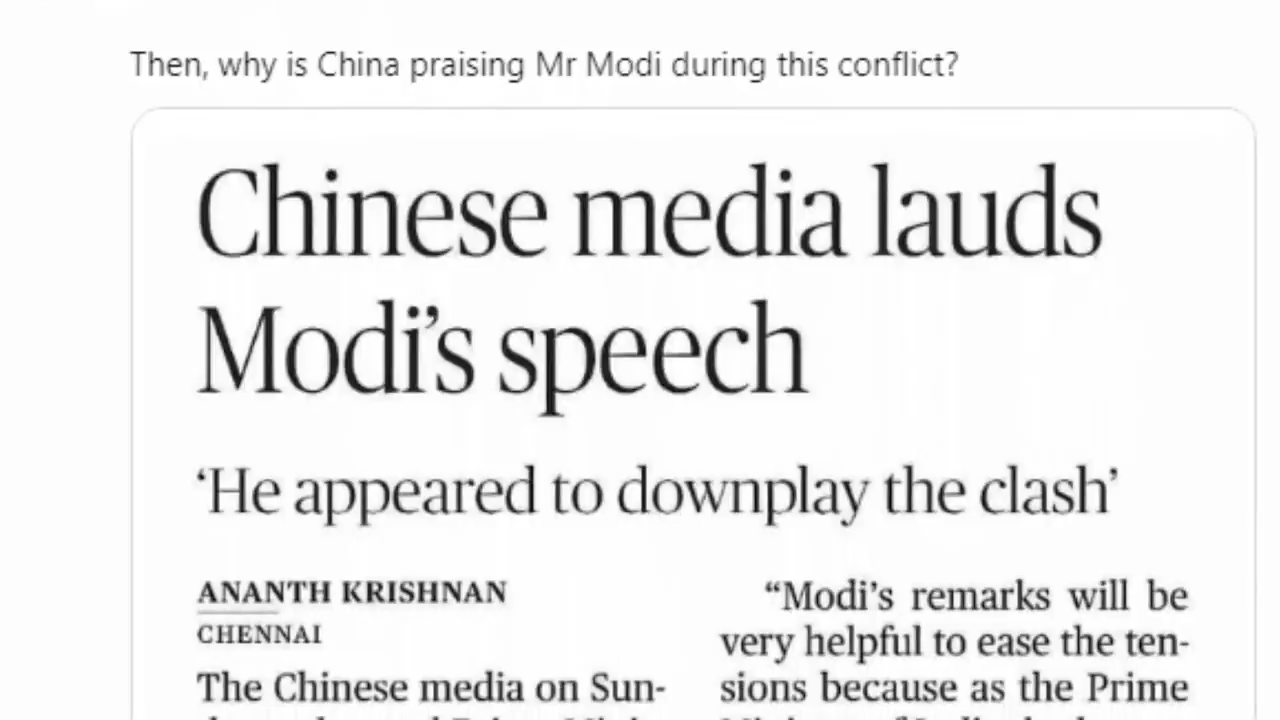 Then, why is China praising Mr Modi during this conflict?
Chinese media lauds
Modi's speech
‘He appeared to downplay the clash’
ANANTH KRISHNAN
CHENNAI
The Chinese media on Sun-
“Modi's remarks will be
very helpful to ease the ten-
sions because as the Prime